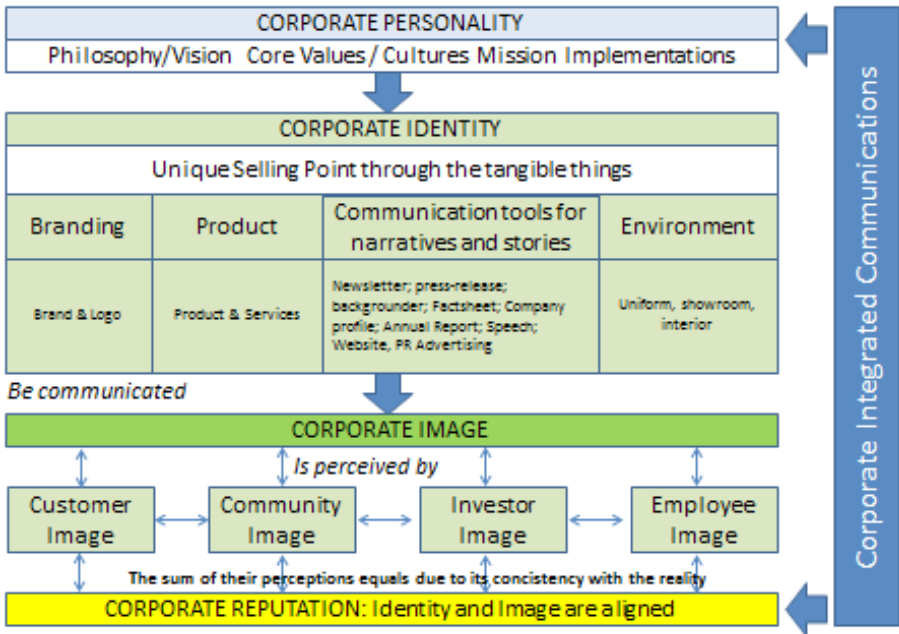 CORPORATE PERSONALITY
Philosophy/Vision Core Values / Cultures Mission Implementations
CORPORATE IDENTITY
Unique Selling Point through the tangible things
Branding
Product
Communication tools for
narratives and stories
Environment
Brand & Logo
Product & Services
Newsletter; press-release;
backgrounder; Factsheet; Company
profile; Annual Report; Speech;
Website, PR Advertising
Uniform, showroom,
interior
Be communicated
CORPORATE IMAGE
Is perceived by
Customer
Image
Community
Image
Investor
Image
Employee
Image
The sum of their perceptions equals due to its concistency with the reality
CORPORATE REPUTATION: Identity and Image are aligned
Corporate Integrated Communications